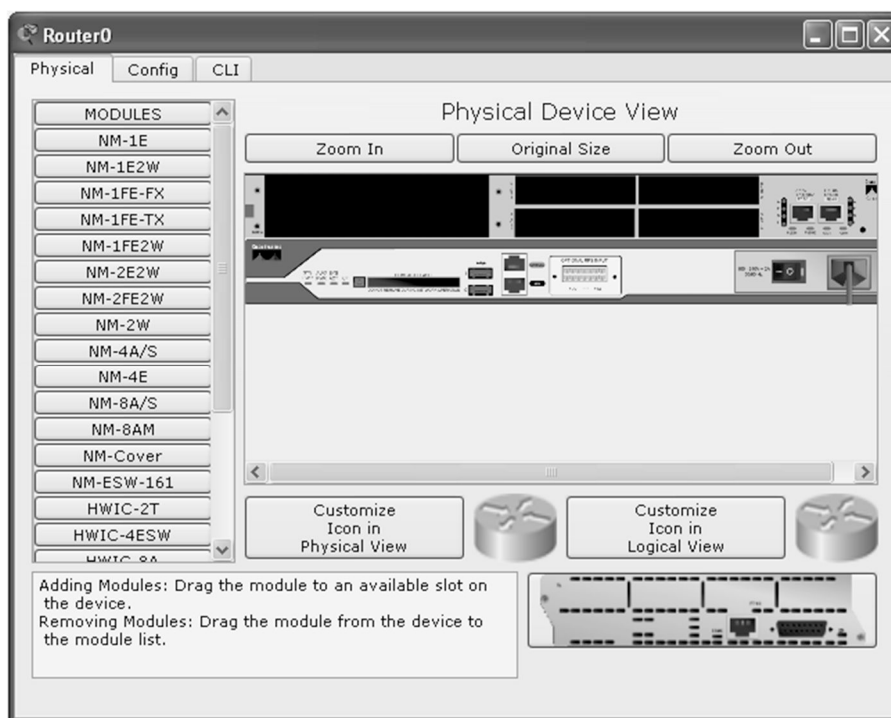 Router0
Physical
Config
CLI
MODULES
NM-1E
NM-1E2W
NM-1FE-FX
NM-1FE-TX
NM-1FE2W
NM-2E2W
NM-2FE2W
NM-2W
NM-4A/S
NM-4E
NM-8A/S
NM-8AM
NM-Cover
NM-ESW-161
HWIC-2T
HWIC-4ESW
HWIC-8A
Physical Device View
Zoom In
Original Size
Zoom Out
Customize
Icon in
Physical View
Customize
Icon in
Logical View
Adding Modules: Drag the module to an available slot on
the device.
Removing Modules: Drag the module from the device to
the module list.